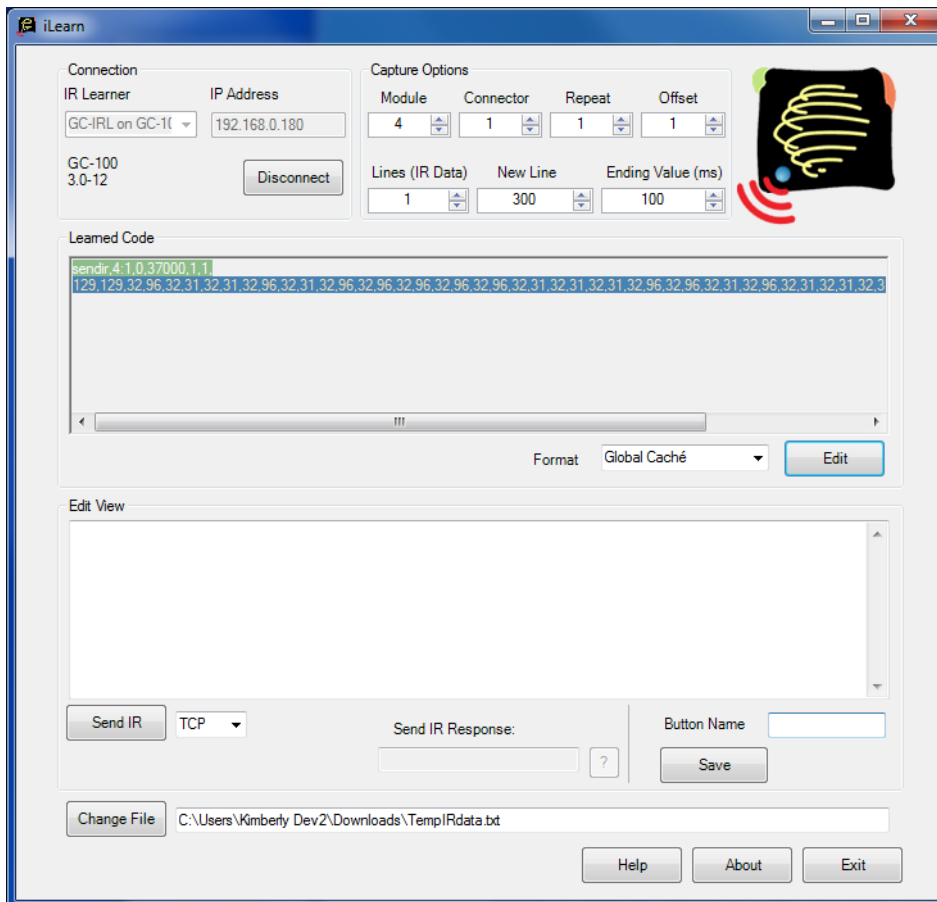 iLearn
Connection
IR Learner IP Address
GC-IRL on GC-10 192.168.0.180
GC-100
3.0-12
Disconnect
Capture Options
Module Connector Repeat Offset
4 1 1 1
Lines (IR Data) New Line Ending Value (ms)
1 300 100
Learned Code
sendir,4:1,0,37000,1,1,
129,129,32,96,32,31,32,31,32,96,32,31,32,96,32,96,32,96,32,96,32,96,32,31,32,31,32,31,32,96,32,96,32,31,32,96,32,31,32,31,32,3
Format Global Caché Edit
Edit View
Send IR TCP Send IR Response: ? Button Name
Save
Change File C:\Users\Kimberly Dev2\Downloads\TempIRdata.txt
Help About Exit